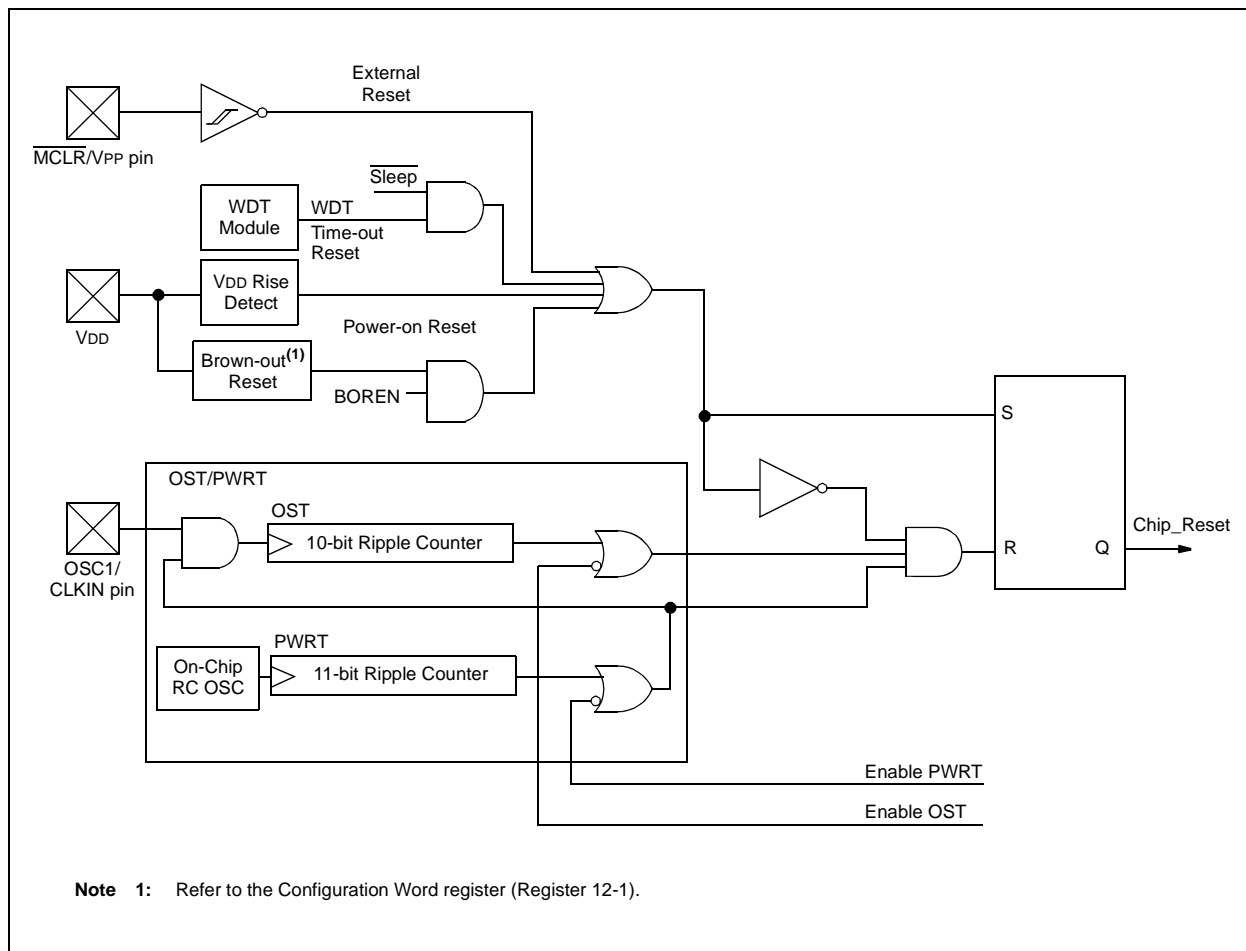 External
Reset
MCLR/VPP pin
Sleep
WDT
Module
WDT
Time-out
Reset
VDD Rise
Detect
VDD
Power-on Reset
Brown-out(1)
Reset
BOREN
S
OST/PWRT
OST
10-bit Ripple Counter
OSC1/
CLKIN pin
Chip_Reset
R
Q
PWRT
On-Chip
RC OSC
11-bit Ripple Counter
Enable PWRT
Enable OST
Note 1: Refer to the Configuration Word register (Register 12-1).